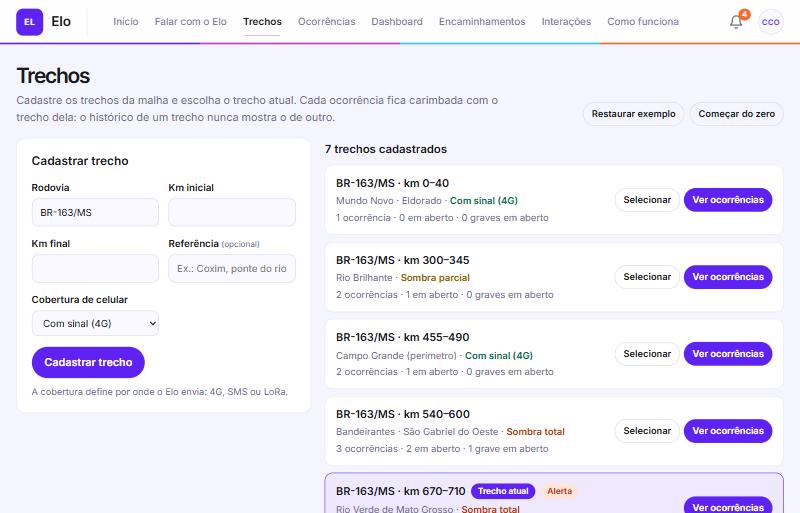 EL Elo Início Falar com o Elo Trechos Ocorrências Dashboard Encaminhamentos Interações Como funciona 4 CCO
Trechos
Cadastre os trechos da malha e escolha o trecho atual. Cada ocorrência fica carimbada com o
trecho dela: o histórico de um trecho nunca mostra o de outro.
Restaurar exemplo Começar do zero
Cadastrar trecho
Rodovia Km inicial
BR-163/MS
Km final Referência (opcional)
Ex.: Coxim, ponte do rio
Cobertura de celular
Com sinal (4G)
Cadastrar trecho
A cobertura define por onde o Elo envia: 4G, SMS ou LoRa.
7 trechos cadastrados
BR-163/MS · km 0–40
Mundo Novo · Eldorado · Com sinal (4G)
1 ocorrência · 0 em aberto · 0 graves em aberto
Selecionar Ver ocorrências
BR-163/MS · km 300–345
Rio Brilhante · Sombra parcial
2 ocorrências · 1 em aberto · 0 graves em aberto
Selecionar Ver ocorrências
BR-163/MS · km 455–490
Campo Grande (perímetro) · Com sinal (4G)
2 ocorrências · 1 em aberto · 0 graves em aberto
Selecionar Ver ocorrências
BR-163/MS · km 540–600
Bandeirantes · São Gabriel do Oeste · Sombra total
3 ocorrências · 2 em aberto · 1 grave em aberto
Selecionar Ver ocorrências
BR-163/MS · km 670–710 Trecho atual Alerta
Rio Verde de Mato Grosso · Sombra total
Ver ocorrências